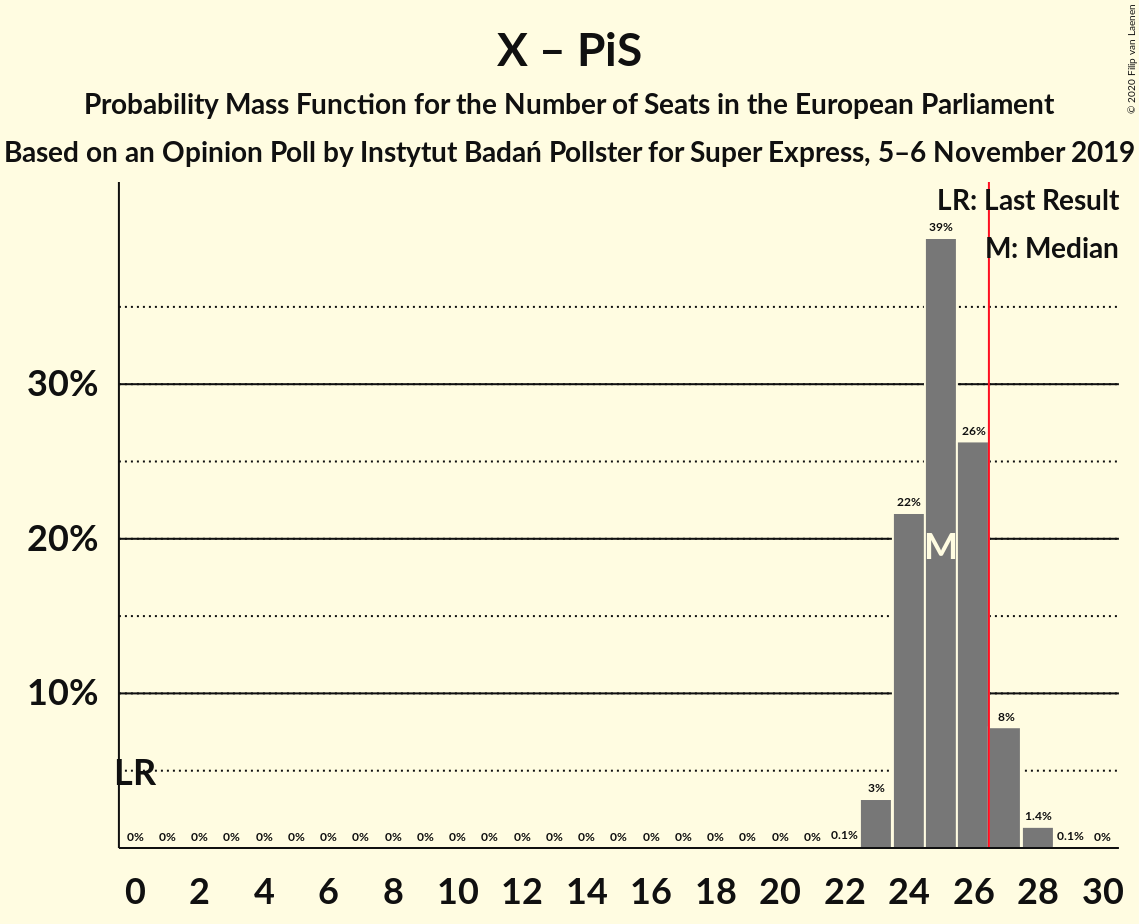 X – PiS
Probability Mass Function for the Number of Seats in the European Parliament
Based on an Opinion Poll by Instytut Badań Pollster for Super Express, 5–6 November 2019
© 2020 Filip van Laenen
LR: Last Result
M: Median
39%
30%
26%
22%
20%
M
10%
8%
LR
3%
0% 0% 0% 0% 0% 0% 0% 0% 0% 0% 0% 0% 0% 0% 0% 0% 0% 0% 0% 0% 0% 0% 0.1% 1.4% 0.1% 0%
0 2 4 6 8 10 12 14 16 18 20 22 24 26 28 30